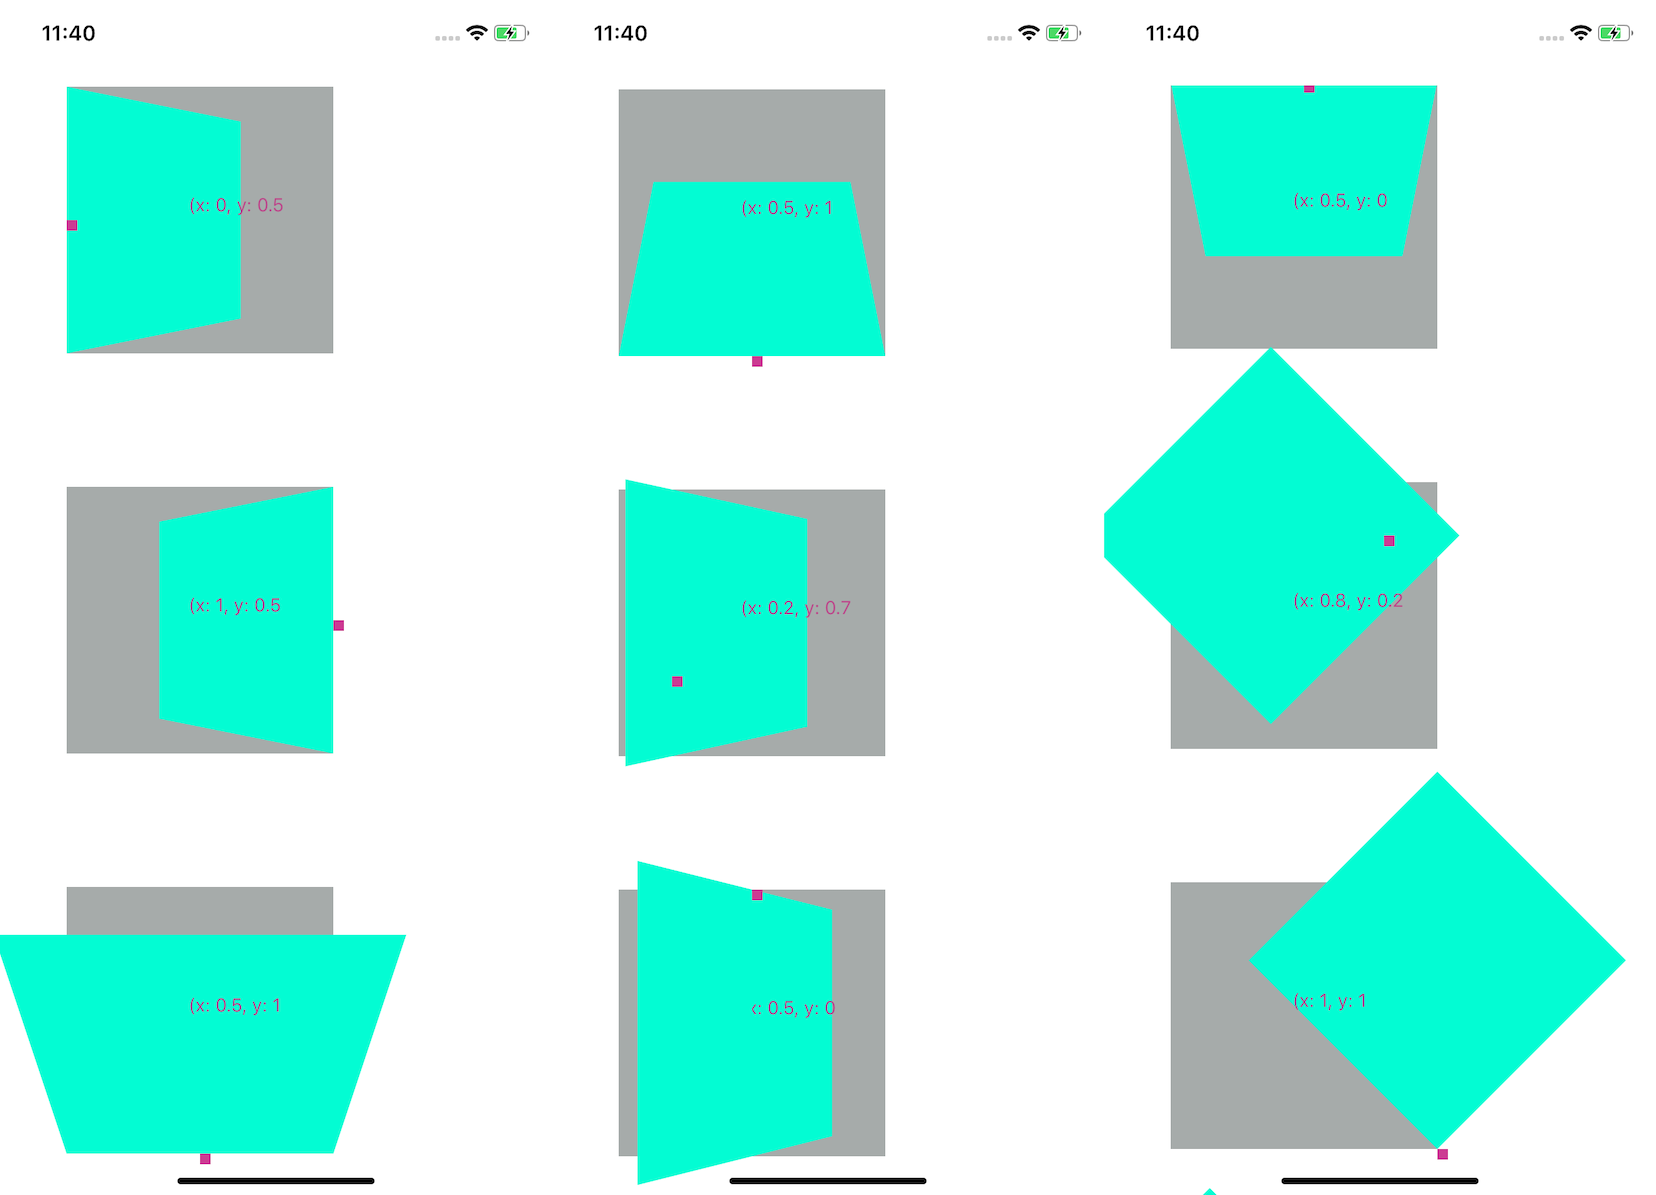 11:40
(x: 0, y: 0.5
(x: 1, y: 0.5
(x: 0.5, y: 1
11:40
(x: 0.5, y: 1
(x: 0.2, y: 0.7
x: 0.5, y: 0
11:40
(x: 0.5, y: 0
(x: 0.8, y: 0.2
(x: 1, y: 1